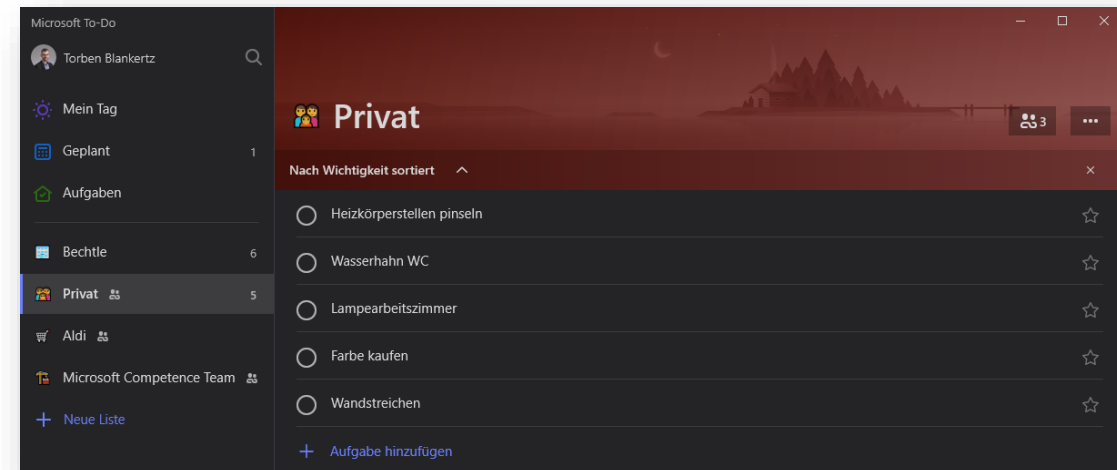 Microsoft To-Do
Torben Blankertz
Mein Tag
Geplant 1
Aufgaben
Bechtle 6
Privat 5
Aldi
Microsoft Competence Team
Neue Liste
Privat
3
Nach Wichtigkeit sortiert
Heizkörperstellen pinseln
Wasserhahn WC
Lampearbeitszimmer
Farbe kaufen
Wandstreichen
Aufgabe hinzufügen